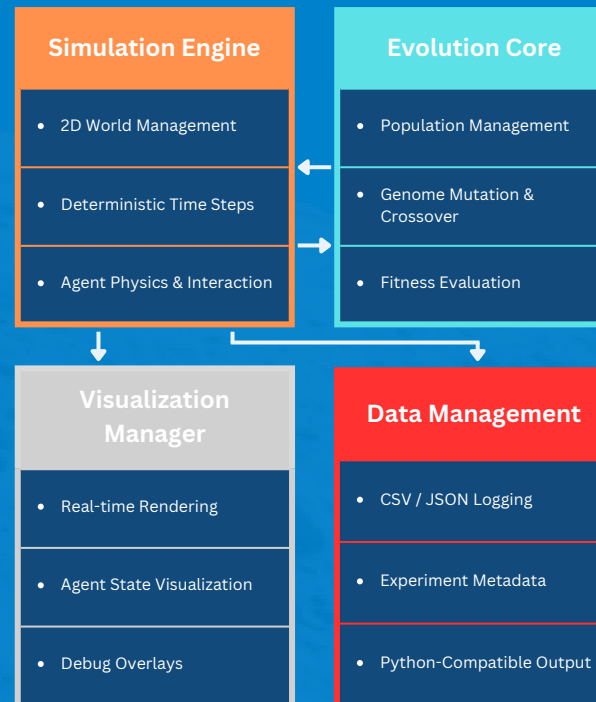 Simulation Engine
• 2D World Management
• Deterministic Time Steps
• Agent Physics & Interaction
Evolution Core
• Population Management
• Genome Mutation &
Crossover
• Fitness Evaluation
Visualization
Manager
• Real-time Rendering
• Agent State Visualization
• Debug Overlays
Data Management
• CSV / JSON Logging
• Experiment Metadata
• Python-Compatible Output